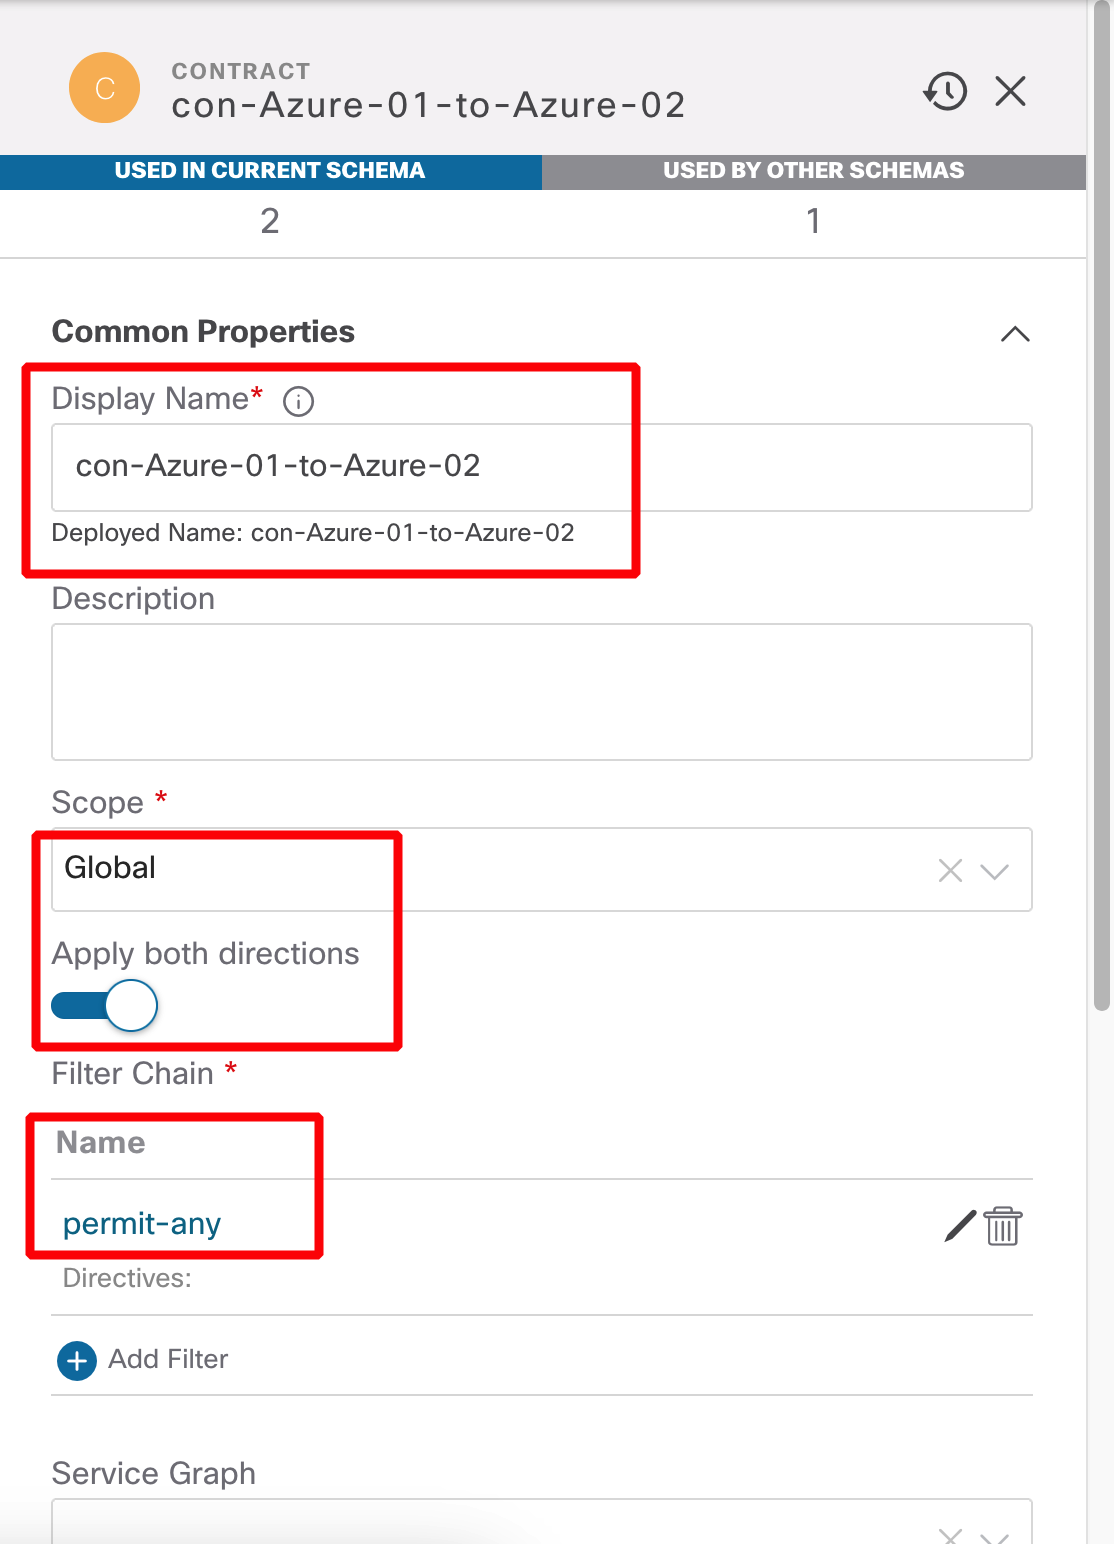 C
CONTRACT
con-Azure-01-to-Azure-02
USED IN CURRENT SCHEMA
USED BY OTHER SCHEMAS
2
1
Common Properties
Display Name*
con-Azure-01-to-Azure-02
Deployed Name: con-Azure-01-to-Azure-02
Description
Scope *
Global
Apply both directions
Filter Chain *
Name
permit-any
Directives:
Add Filter
Service Graph